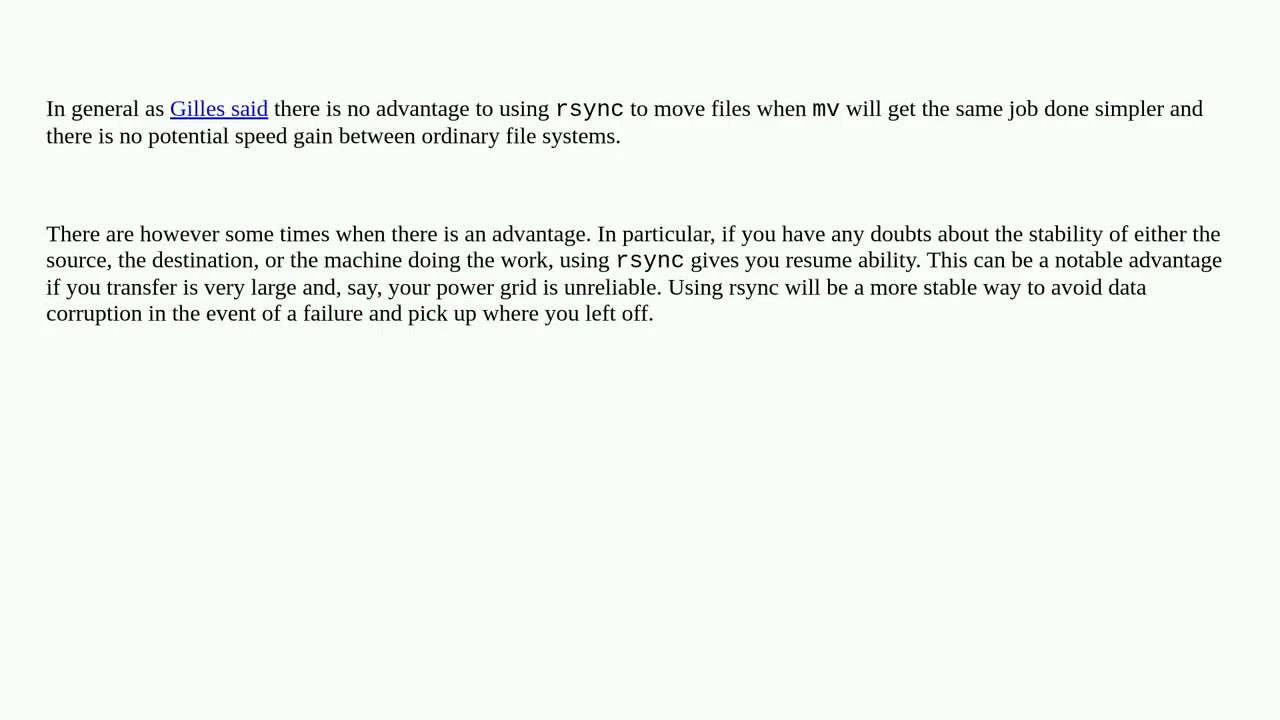 In general as Gilles said there is no advantage to using rsync to move files when mv will get the same job done simpler and
there is no potential speed gain between ordinary file systems.
There are however some times when there is an advantage. In particular, if you have any doubts about the stability of either the
source, the destination, or the machine doing the work, using rsync gives you resume ability. This can be a notable advantage
if you transfer is very large and, say, your power grid is unreliable. Using rsync will be a more stable way to avoid data
corruption in the event of a failure and pick up where you left off.